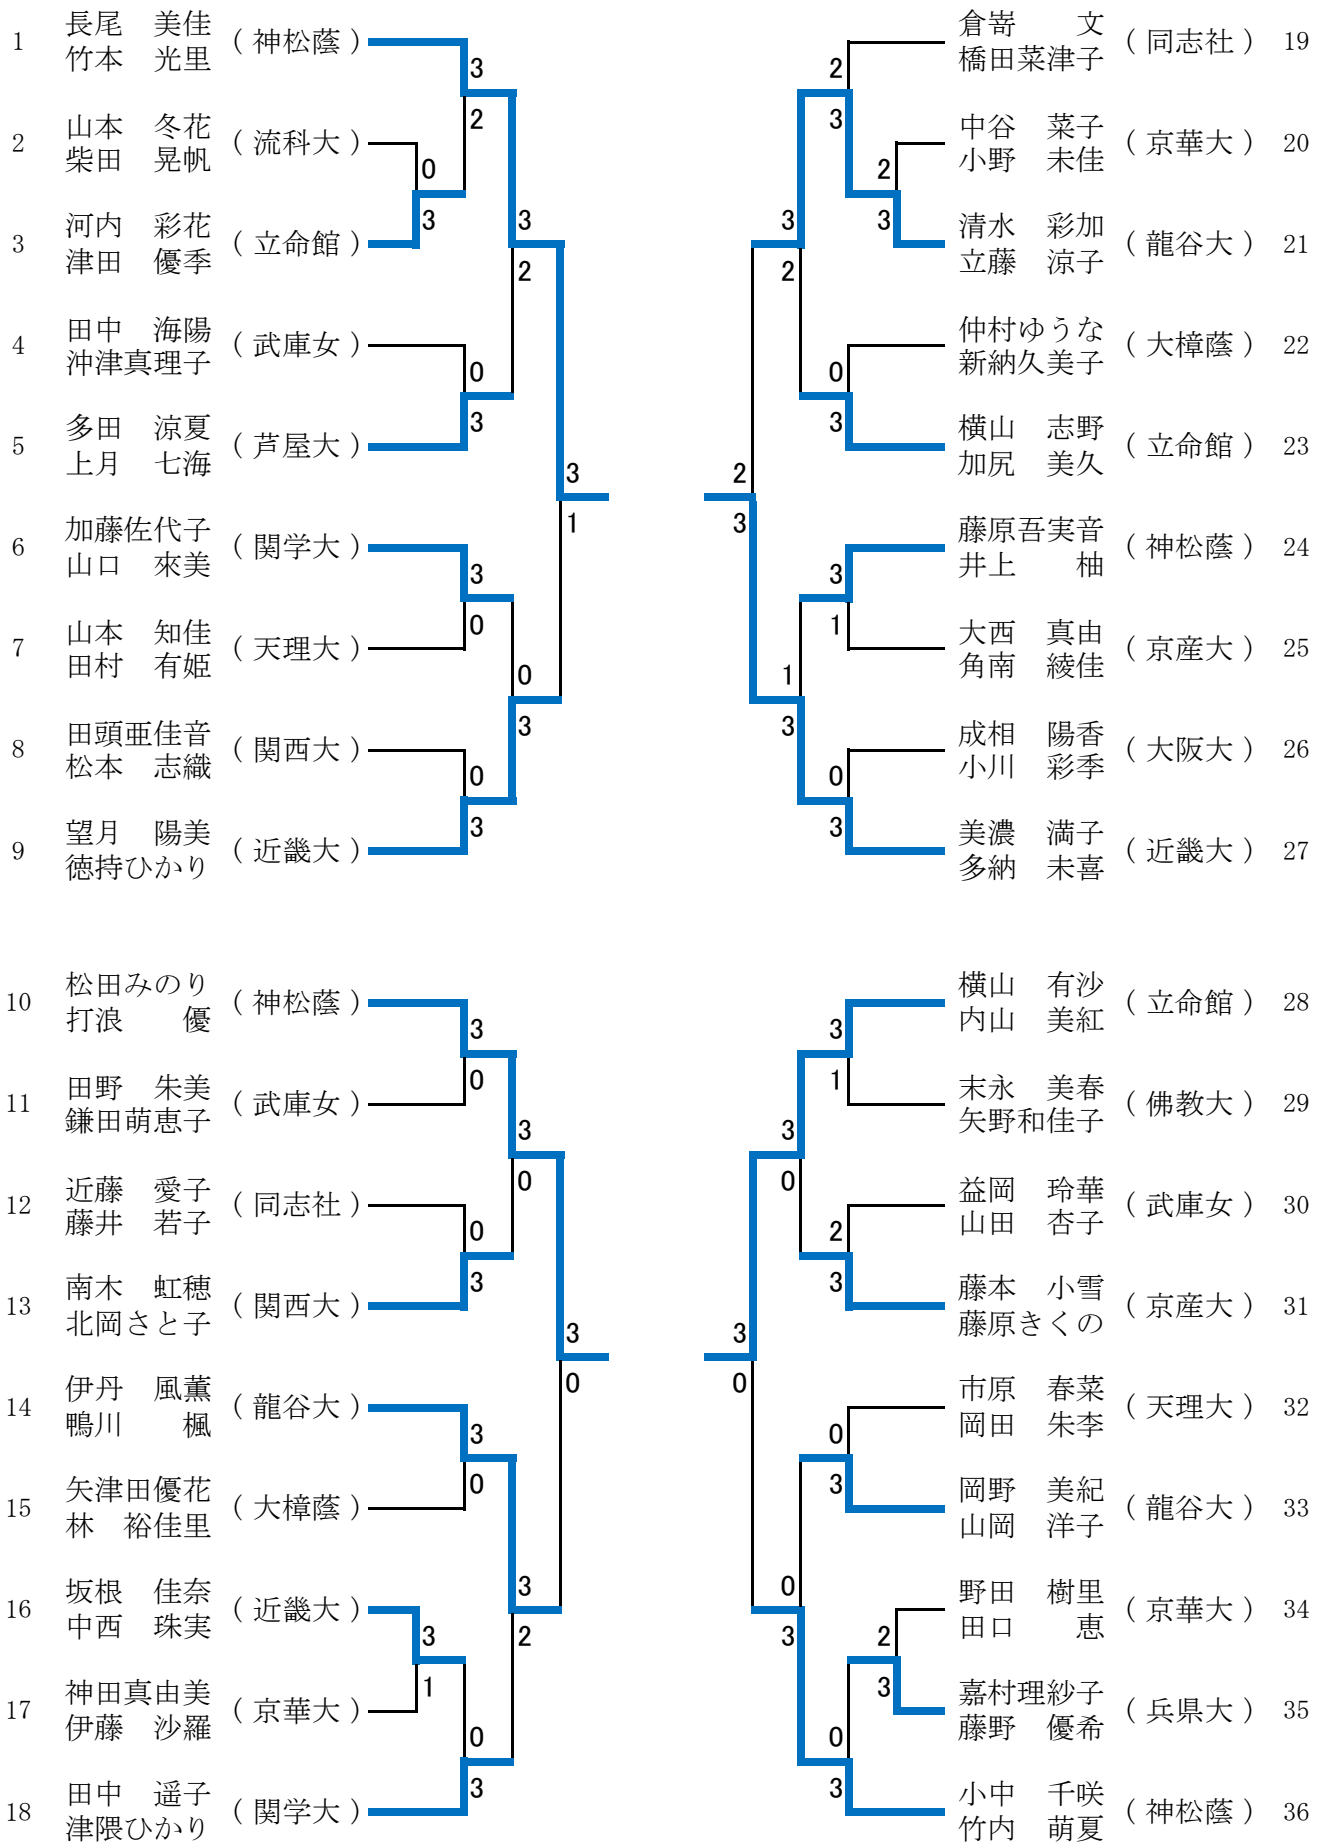 1 長尾　美佳 竹本　光里 （神松蔭）
2 山本　冬花 柴田　晃帆 （流科大）
3 河内　彩花 津田　優季 （立命館）
4 田中　海陽 沖津真理子 （武庫女）
5 多田　涼夏 上月　七海 （芦屋大）
6 加藤佐代子 山口　來美 （関学大）
7 山本　知佳 田村　有姫 （天理大）
8 田頭亜佳音 松本　志織 （関西大）
9 望月　陽美 徳持ひかり （近畿大）
3
2
0
3
3
2
0
3
3
1
3
0
0
3
0
3
10 松田みのり 打浪　　優 （神松蔭）
11 田野　朱美 鎌田萌恵子 （武庫女）
12 近藤　愛子 藤井　若子 （同志社）
13 南木　虹穂 北岡さと子 （関西大）
14 伊丹　風薫 鴨川　　楓 （龍谷大）
15 矢津田優花 林　裕佳里 （大樟蔭）
16 坂根　佳奈 中西　珠実 （近畿大）
17 神田真由美 伊藤　沙羅 （京華大）
18 田中　遥子 津隈ひかり （関学大）
3
0
3
0
0
3
3
0
3
0
3
2
3
1
0
3
倉嵜　　文 橋田菜津子 （同志社） 19
中谷　菜子 小野　未佳 （京華大） 20
清水　彩加 立藤　涼子 （龍谷大） 21
仲村ゆうな 新納久美子 （大樟蔭） 22
横山　志野 加尻　美久 （立命館） 23
藤原吾実音 井上　　柚 （神松蔭） 24
大西　真由 角南　綾佳 （京産大） 25
成相　陽香 小川　彩季 （大阪大） 26
美濃　満子 多納　未喜 （近畿大） 27
2
3
2
3
3
2
0
3
2
3
3
1
1
3
0
3
横山　有沙 内山　美紅 （立命館） 28
末永　美春 矢野和佳子 （佛教大） 29
益岡　玲華 山田　杏子 （武庫女） 30
藤本　小雪 藤原きくの （京産大） 31
市原　春菜 岡田　朱李 （天理大） 32
岡野　美紀 山岡　洋子 （龍谷大） 33
野田　樹里 田口　　恵 （京華大） 34
嘉村理紗子 藤野　優希 （兵県大） 35
小中　千咲 竹内　萌夏 （神松蔭） 36
3
1
3
0
2
3
3
0
0
3
0
3
2
3
0
3